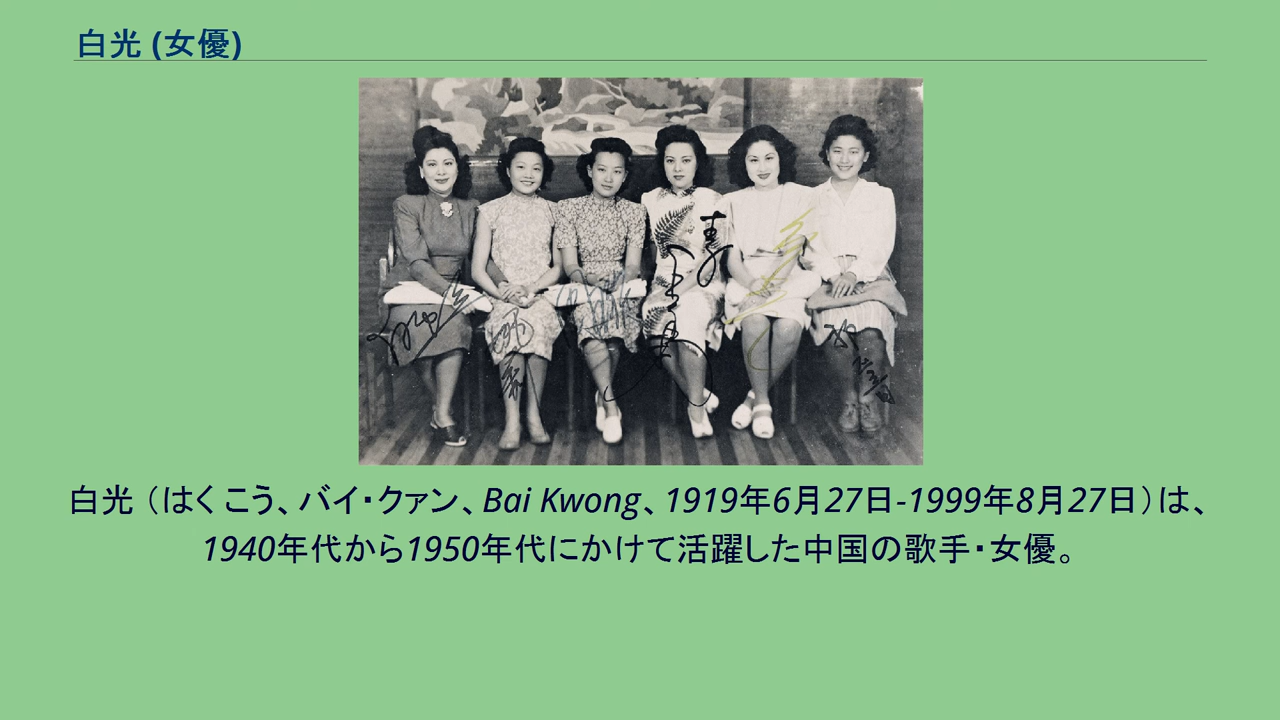 白光 (女優)
白光（はくこう、バイ・クァン、Bai Kwong、1919年6月27日-1999年8月27日）は、
1940年代から1950年代にかけて活躍した中国の歌手・女優。